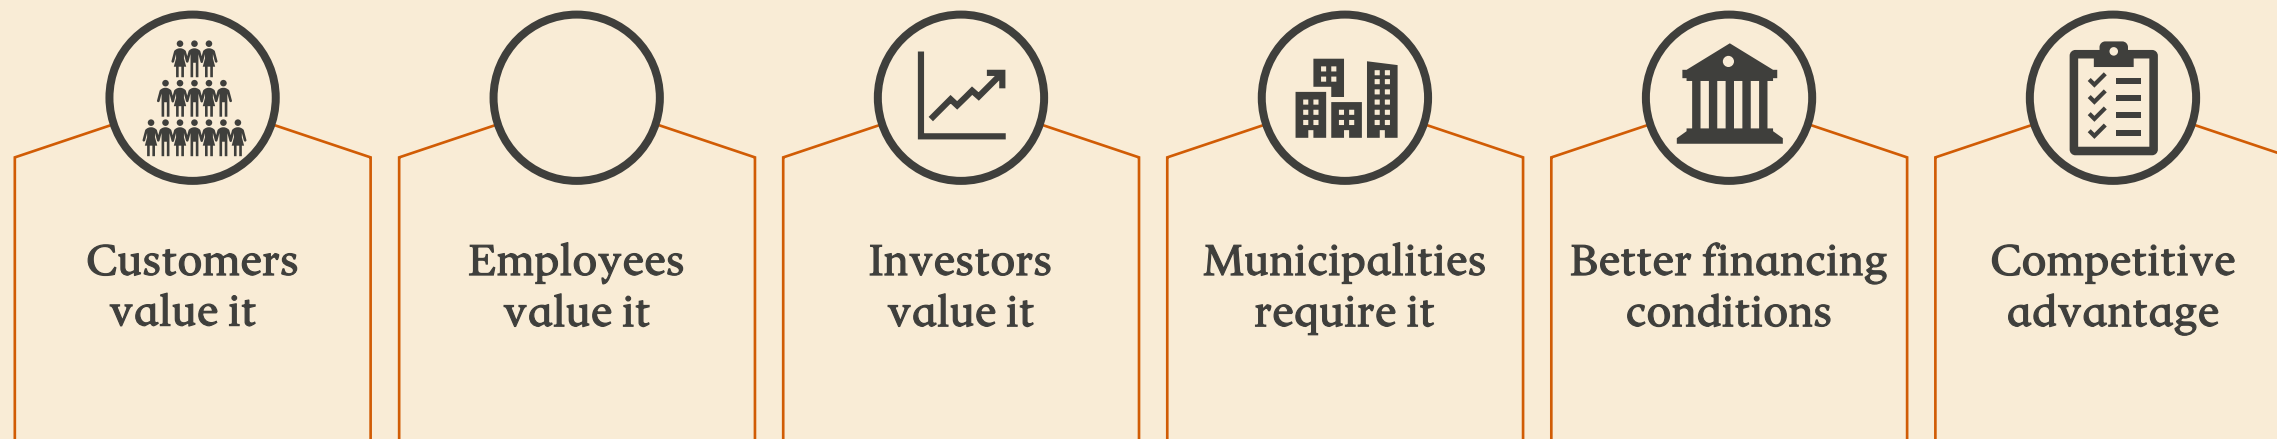 Customers
value it
Employees
value it
Investors
value it
Municipalities
require it
Better financing
conditions
Competitive
advantage